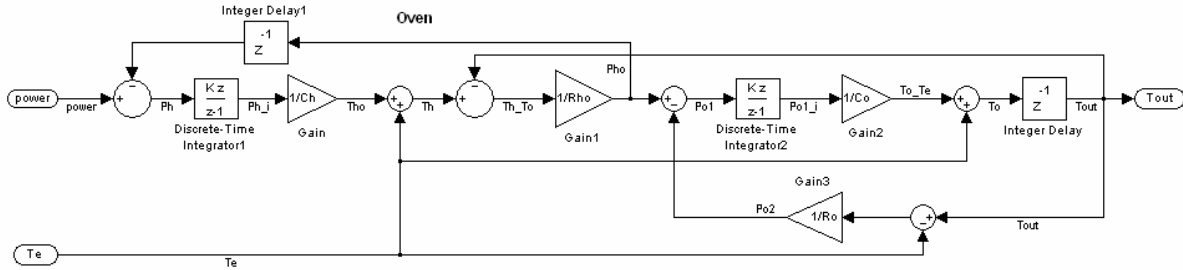 Integer Delay1
Oven
-1
Z
power
power
Ph
K z
z-1
Ph_i
Discrete-Time
Integrator1
1/Ch
Gain
Tho
Th
Th_To
1/Rho
Gain1
Pho
Po1
K z
z-1
Po1_i
Discrete-Time
Integrator2
1/Co
Gain2
To_Te
To
-1
Z
Integer Delay
Tout
Tout
Gain3
1/Ro
Po2
Tout
Te
Te